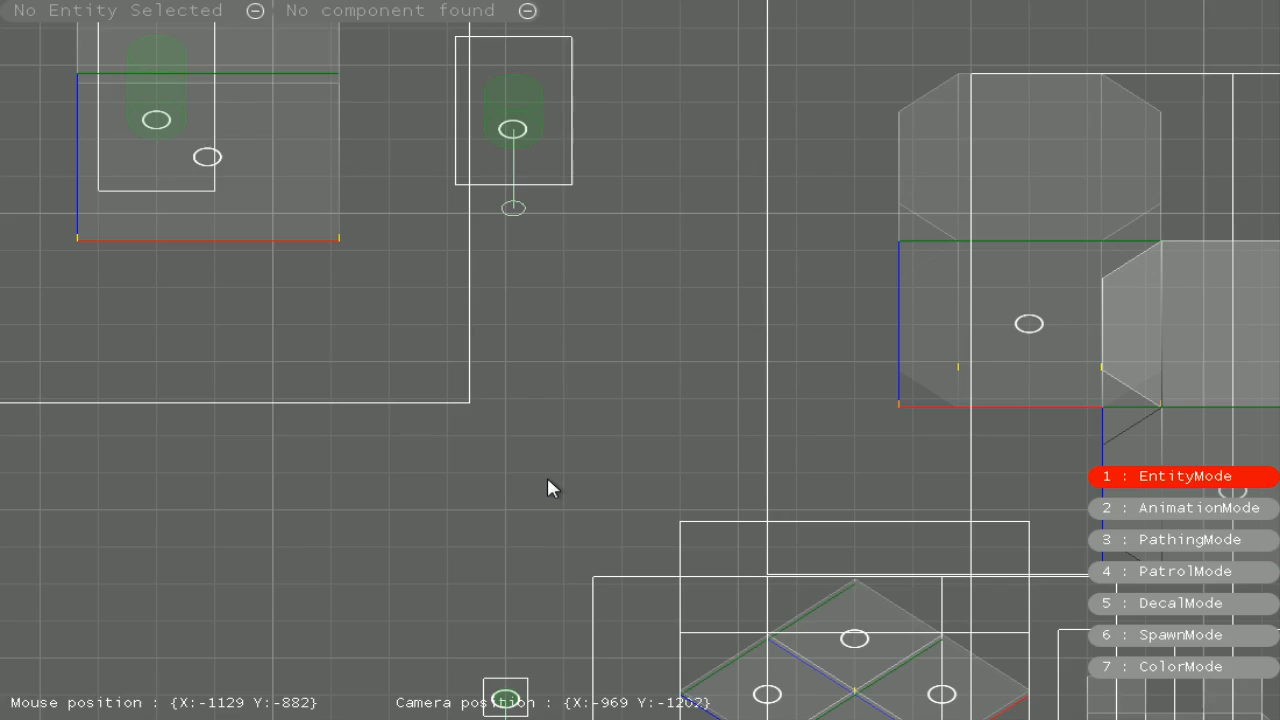 No Entity Selected
No component found
1 : EntityMode
2 : AnimationMode
3 : PathingMode
4 : PatrolMode
5 : DecalMode
6 : SpawnMode
7 : ColorMode
Mouse position : {X:-1129 Y:-882}
Camera position : {X:-969 Y:-1202}